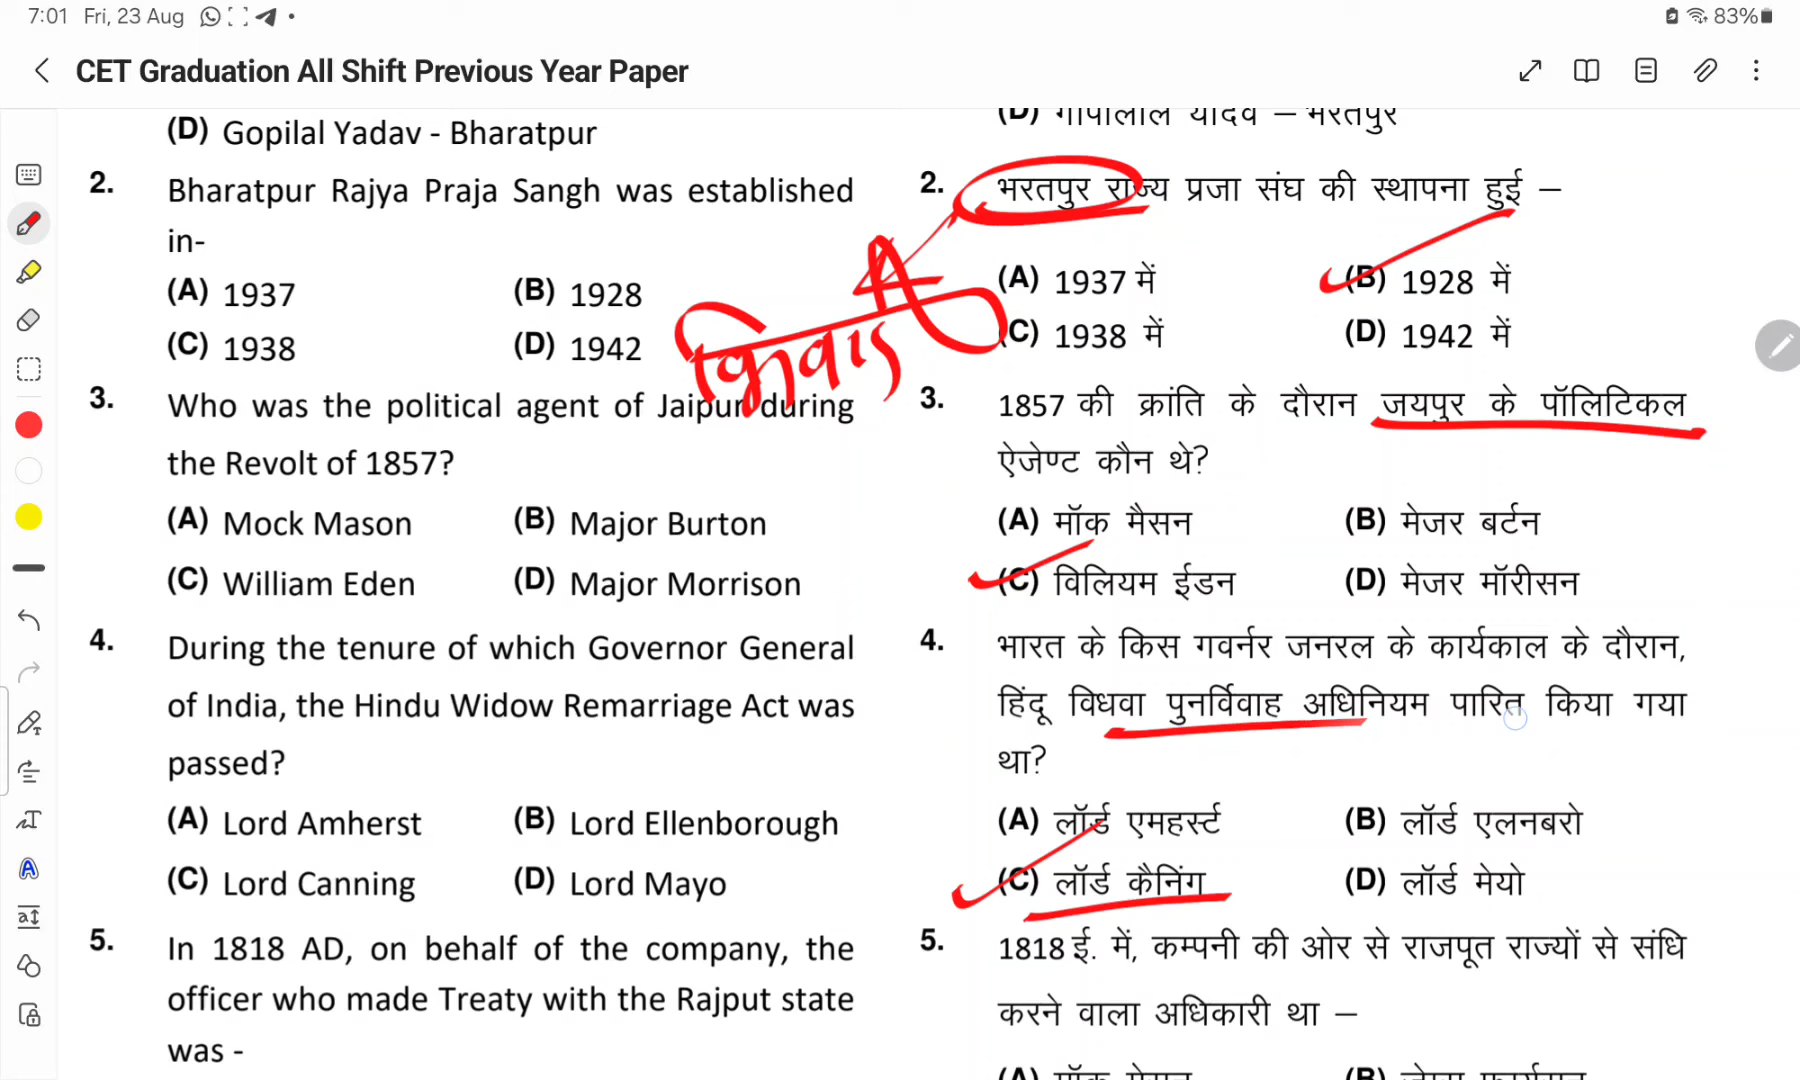 7:01 Fri, 23 Aug
83%
CET Graduation All Shift Previous Year Paper
(D) Gopilal Yadav - Bharatpur
2. Bharatpur Rajya Praja Sangh was established
in-
(A) 1937 (B) 1928
(C) 1938 (D) 1942
3. Who was the political agent of Jaipur during
the Revolt of 1857?
(A) Mock Mason (B) Major Burton
(C) William Eden (D) Major Morrison
4. During the tenure of which Governor General
of India, the Hindu Widow Remarriage Act was
passed?
(A) Lord Amherst (B) Lord Ellenborough
(C) Lord Canning (D) Lord Mayo
5. In 1818 AD, on behalf of the company, the
officer who made Treaty with the Rajput state
was -
(D) गोपीलाल यादव – भरतपुर
2. भरतपुर राज्य प्रजा संघ की स्थापना हुई –
(A) 1937 में (B) 1928 में
(C) 1938 में (D) 1942 में
3. 1857 की क्रांति के दौरान जयपुर के पॉलिटिकल
ऐजेण्ट कौन थे?
(A) मॉक मैसन (B) मेजर बर्टन
(C) विलियम ईडन (D) मेजर मॉरीसन
4. भारत के किस गवर्नर जनरल के कार्यकाल के दौरान,
हिंदू विधवा पुनर्विवाह अधिनियम पारित किया गया
था?
(A) लॉर्ड एमहर्स्ट (B) लॉर्ड एलनबरो
(C) लॉर्ड कैनिंग (D) लॉर्ड मेयो
5. 1818 ई. में, कम्पनी की ओर से राजपूत राज्यों से संधि
करने वाला अधिकारी था –
(A) (B)